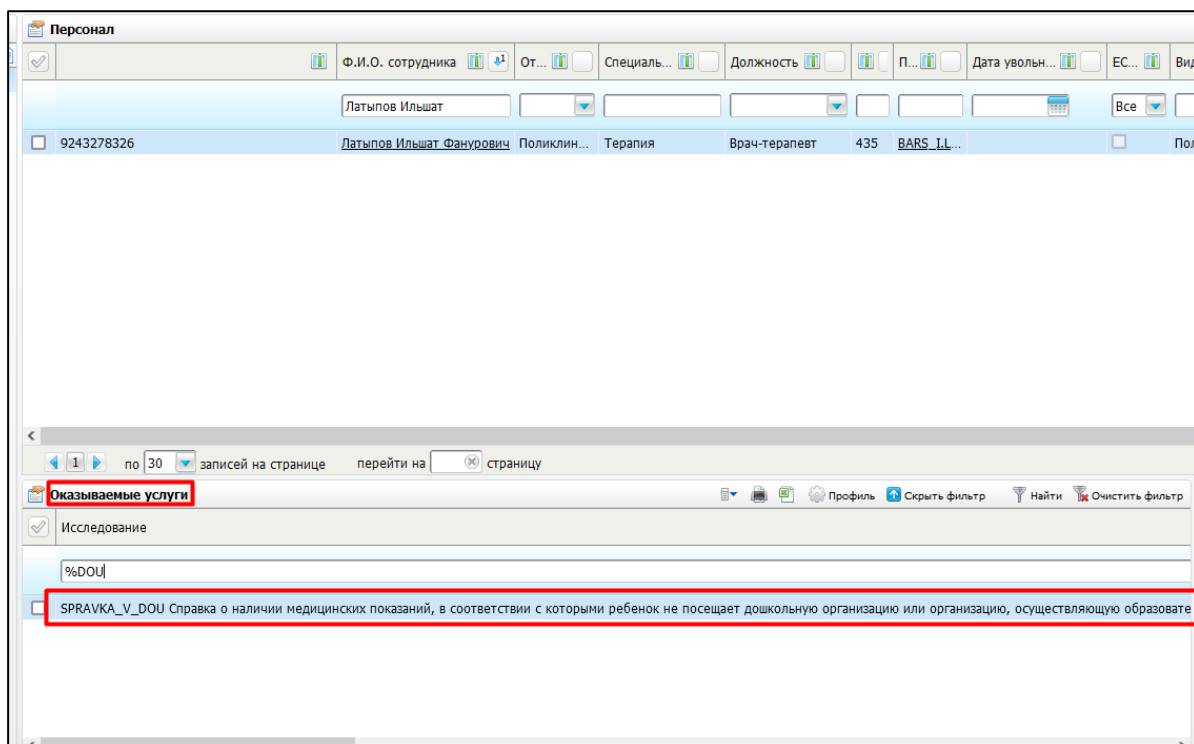 Персонал
Ф.И.О. сотрудника 1 От... Специаль... Должность П... Дата увольн... ЕС... Вид
Латыпов Ильшат Все
9243278326 Латыпов Ильшат Фанурович Поликлин... Терапия Врач-терапевт 435 BARS_I.L... Пол
1 по 30 записей на странице перейти на страницу
Оказываемые услуги Профиль Скрыть фильтр Найти Очистить фильтр
Исследование
%DOU
SPRAVKA_V_DOU Справка о наличии медицинских показаний, в соответствии с которыми ребенок не посещает дошкольную организацию или организацию, осуществляющую образовате